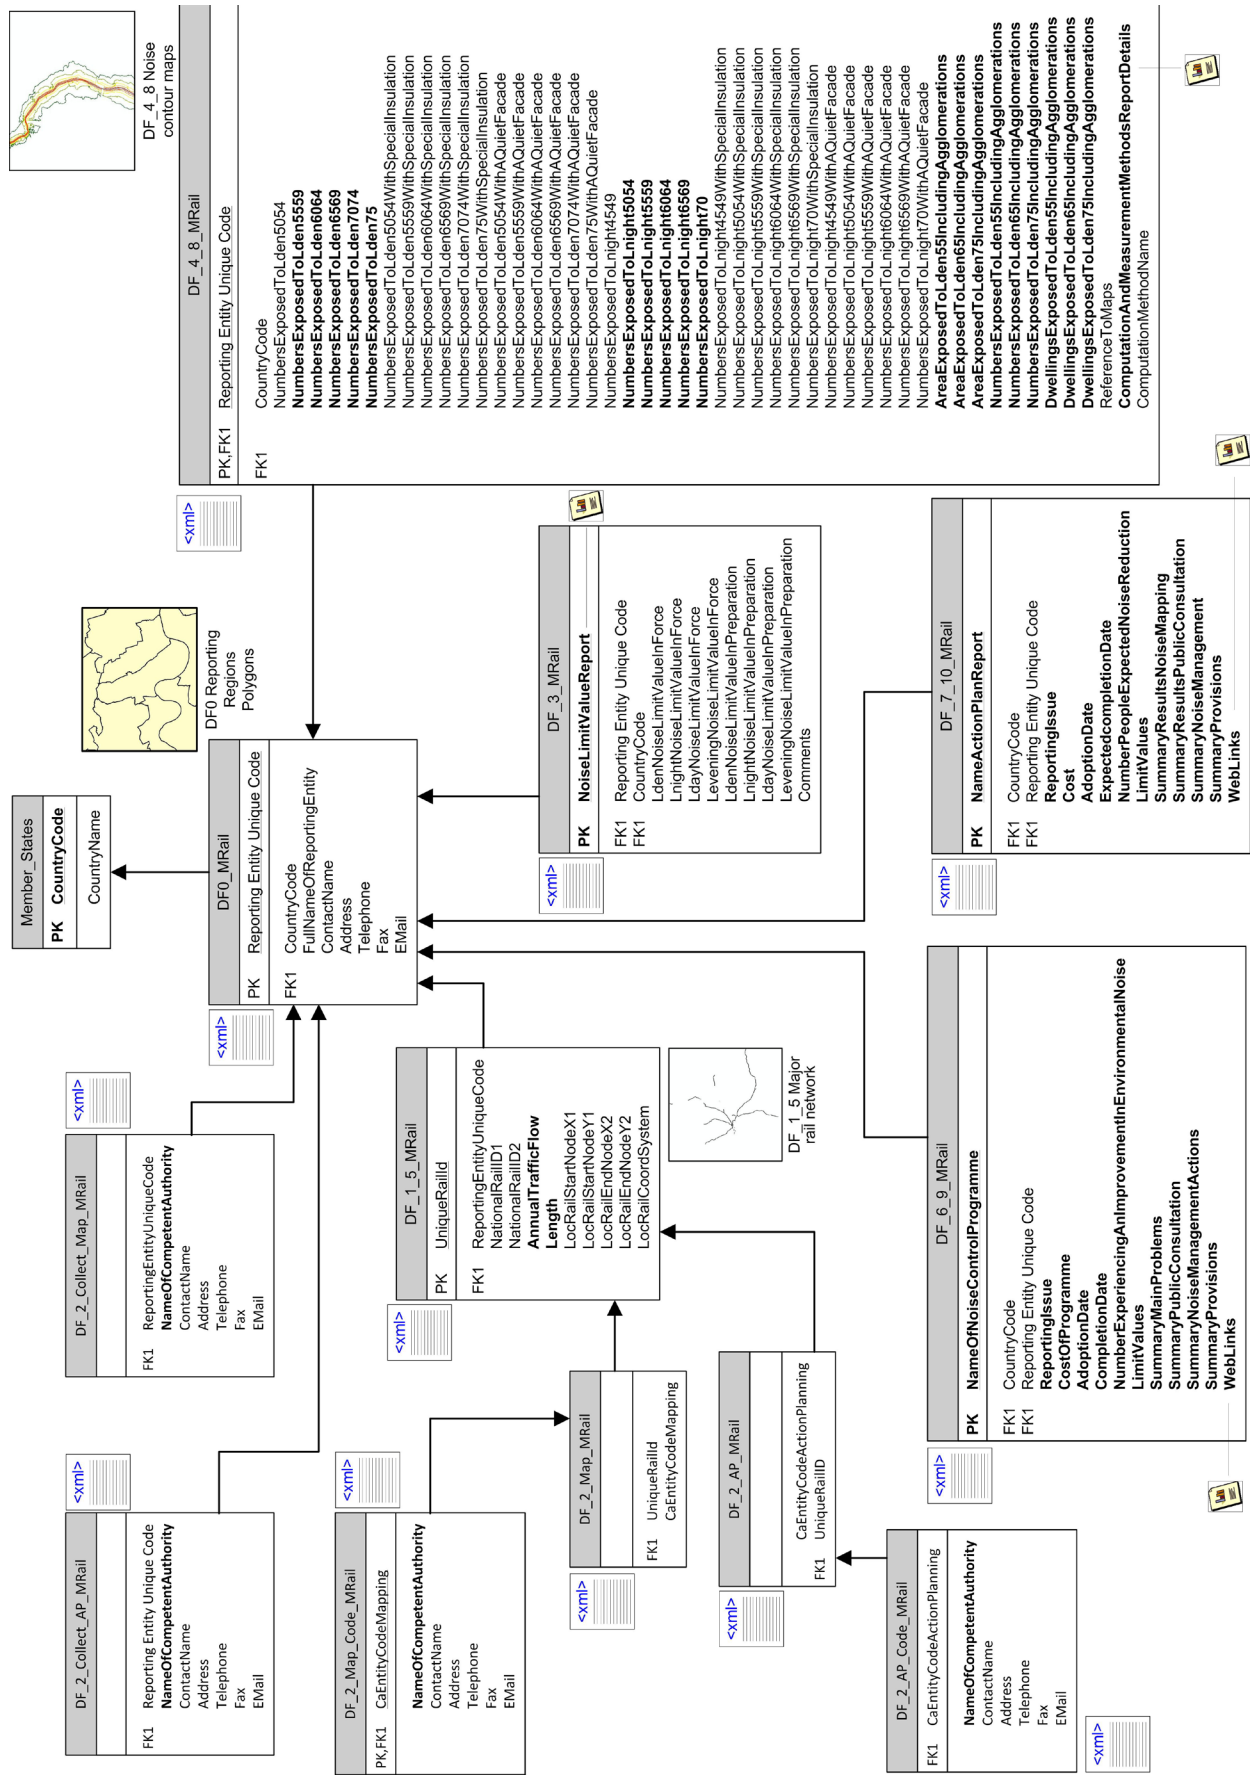 DF_2_Collect_AP_MRail
FK1 Reporting Entity Unique Code
NameOfCompetentAuthority
ContactName
Address
Telephone
Fax
EMail
<xml>
DF_2_Collect_Map_MRail
FK1 ReportingEntityUniqueCode
NameOfCompetentAuthority
ContactName
Address
Telephone
Fax
EMail
<xml>
Member_States
PK CountryCode
CountryName
DF0 Reporting
Regions
Polygons
DF_4_8 Noise
contour maps
<xml>
DF0_MRail
PK Reporting Entity Unique Code
FK1 CountryCode
FullNameOfReportingEntity
ContactName
Address
Telephone
Fax
EMail
<xml>
DF_4_8_MRail
PK,FK1 Reporting Entity Unique Code
FK1 CountryCode
NumbersExposedToLden5054
NumbersExposedToLden5559
NumbersExposedToLden6064
NumbersExposedToLden6569
NumbersExposedToLden7074
NumbersExposedToLden75
NumbersExposedToLden5054WithSpecialInsulation
NumbersExposedToLden5559WithSpecialInsulation
NumbersExposedToLden6064WithSpecialInsulation
NumbersExposedToLden6569WithSpecialInsulation
NumbersExposedToLden7074WithSpecialInsulation
NumbersExposedToLden75WithSpecialInsulation
NumbersExposedToLden5054WithAQuietFacade
NumbersExposedToLden5559WithAQuietFacade
NumbersExposedToLden6064WithAQuietFacade
NumbersExposedToLden6569WithAQuietFacade
NumbersExposedToLden7074WithAQuietFacade
NumbersExposedToLden75WithAQuietFacade
NumbersExposedToLnight4549
NumbersExposedToLnight5054
NumbersExposedToLnight5559
NumbersExposedToLnight6064
NumbersExposedToLnight6569
NumbersExposedToLnight70
NumbersExposedToLnight4549WithSpecialInsulation
NumbersExposedToLnight5054WithSpecialInsulation
NumbersExposedToLnight5559WithSpecialInsulation
NumbersExposedToLnight6064WithSpecialInsulation
NumbersExposedToLnight6569WithSpecialInsulation
NumbersExposedToLnight70WithSpecialInsulation
NumbersExposedToLnight4549WithAQuietFacade
NumbersExposedToLnight5054WithAQuietFacade
NumbersExposedToLnight5559WithAQuietFacade
NumbersExposedToLnight6064WithAQuietFacade
NumbersExposedToLnight6569WithAQuietFacade
NumbersExposedToLnight70WithAQuietFacade
AreaExposedToLden55IncludingAgglomerations
AreaExposedToLden65IncludingAgglomerations
AreaExposedToLden75IncludingAgglomerations
NumbersExposedToLden55IncludingAgglomerations
NumbersExposedToLden65IncludingAgglomerations
NumbersExposedToLden75IncludingAgglomerations
DwellingsExposedToLden55IncludingAgglomerations
DwellingsExposedToLden65IncludingAgglomerations
DwellingsExposedToLden75IncludingAgglomerations
ReferenceToMaps
ComputationAndMeasurementMethodsReportDetails
ComputationMethodName
<xml>
DF_2_Map_Code_MRail
PK,FK1 CaEntityCodeMapping
NameOfCompetentAuthority
ContactName
Address
Telephone
Fax
EMail
<xml>
DF_1_5_MRail
PK UniqueRailId
FK1 ReportingEntityUniqueCode
NationalRailID1
NationalRailID2
AnnualTrafficFlow
Length
LocRailStartNodeX1
LocRailStartNodeY1
LocRailEndNodeX2
LocRailEndNodeY2
LocRailCoordSystem
<xml>
DF_1_5 Major
rail network
<xml>
DF_2_Map_MRail
FK1 UniqueRailId
CaEntityCodeMapping
<xml>
DF_3_MRail
PK NoiseLimitValueReport
FK1 Reporting Entity Unique Code
FK1 CountryCode
LdenNoiseLimitValueInForce
LnightNoiseLimitValueInForce
LdayNoiseLimitValueInForce
LeveningNoiseLimitValueInForce
LdenNoiseLimitValueInPreparation
LnightNoiseLimitValueInPreparation
LdayNoiseLimitValueInPreparation
LeveningNoiseLimitValueInPreparation
Comments
<xml>
DF_2_AP_MRail
CaEntityCodeActionPlanning
FK1 UniqueRailID
DF_2_AP_Code_MRail
FK1 CaEntityCodeActionPlanning
NameOfCompetentAuthority
ContactName
Address
Telephone
Fax
EMail
<xml>
<xml>
DF_6_9_MRail
PK NameOfNoiseControlProgramme
FK1 CountryCode
FK1 Reporting Entity Unique Code
ReportingIssue
CostOfProgramme
AdoptionDate
CompletionDate
NumberExperiencingAnImprovementInEnvironmentalNoise
LimitValues
SummaryMainProblems
SummaryPublicConsultation
SummaryNoiseManagementActions
SummaryProvisions
WebLinks
<xml>
DF_7_10_MRail
PK NameActionPlanReport
FK1 CountryCode
FK1 Reporting Entity Unique Code
ReportingIssue
Cost
AdoptionDate
ExpectedcompletionDate
NumberPeopleExpectedNoiseReduction
LimitValues
SummaryResultsNoiseMapping
SummaryResultsPublicConsultation
SummaryNoiseManagement
SummaryProvisions
WebLinks